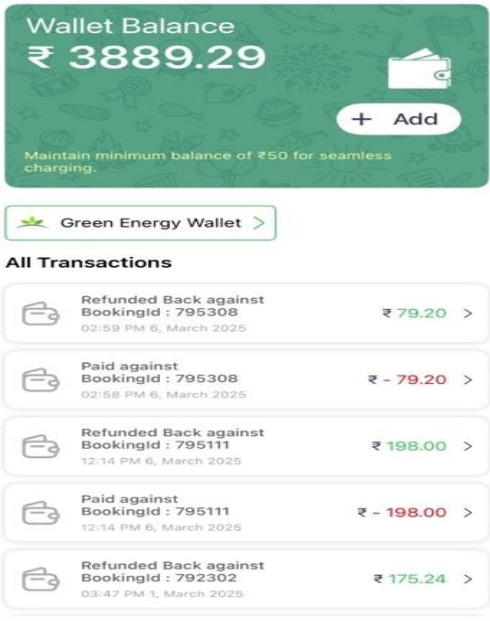 Wallet Balance
₹ 3889.29
+ Add
Maintain minimum balance of ₹50 for seamless
charging.
Green Energy Wallet >
All Transactions
Refunded Back against
BookingId : 795308
₹ 79.20 >
02:59 PM 6, March 2025
Paid against
BookingId : 795308
₹ - 79.20 >
02:58 PM 6, March 2025
Refunded Back against
BookingId : 795111
₹ 198.00 >
12:14 PM 6, March 2025
Paid against
BookingId : 795111
₹ - 198.00 >
12:14 PM 6, March 2025
Refunded Back against
BookingId : 792302
₹ 175.24 >
03:47 PM 1, March 2025